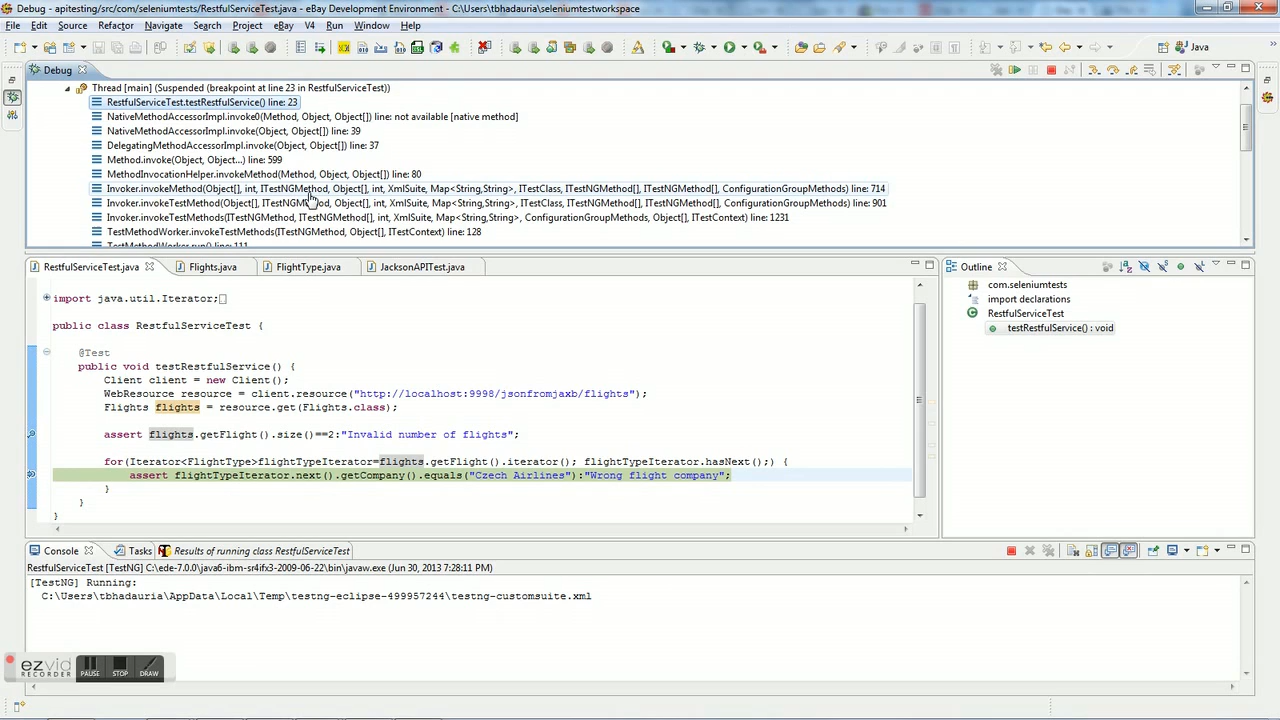 Debug - apitesting/src/com/seleniumtests/RestfulServiceTest.java - eBay Development Environment - C:\Users\tbhadauria\seleniumtestworkspace
File Edit Source Refactor Navigate Search Project eBay V4 Run Window Help
Java
Debug
Thread [main] (Suspended (breakpoint at line 23 in RestfulServiceTest))
RestfulServiceTest.testRestfulService() line: 23
NativeMethodAccessorImpl.invoke0(Method, Object, Object[]) line: not available [native method]
NativeMethodAccessorImpl.invoke(Object, Object[]) line: 39
DelegatingMethodAccessorImpl.invoke(Object, Object[]) line: 37
Method.invoke(Object, Object...) line: 599
MethodInvocationHelper.invokeMethod(Method, Object, Object[]) line: 80
Invoker.invokeMethod(Object[], int, ITestNGMethod, Object[], int, XmlSuite, Map<String,String>, ITestClass, ITestNGMethod[], ITestNGMethod[], ConfigurationGroupMethods) line: 714
Invoker.invokeTestMethod(Object[], ITestNGMethod, Object[], int, XmlSuite, Map<String,String>, ITestClass, ITestNGMethod[], ITestNGMethod[], ConfigurationGroupMethods) line: 901
Invoker.invokeTestMethods(ITestNGMethod, ITestNGMethod[], int, XmlSuite, Map<String,String>, ConfigurationGroupMethods, Object[], ITestContext) line: 1231
TestMethodWorker.invokeTestMethods(ITestNGMethod, Object[], ITestContext) line: 128
TestMethodWorker.run() line: 111
RestfulServiceTest.java Flights.java FlightType.java JacksonAPITest.java
import java.util.Iterator;
public class RestfulServiceTest {
@Test
public void testRestfulService() {
Client client = new Client();
WebResource resource = client.resource("http://localhost:9998/jsonfromjaxb/flights");
Flights flights = resource.get(Flights.class);
assert flights.getFlight().size()==2:"Invalid number of flights";
for(Iterator<FlightType>flightTypeIterator=flights.getFlight().iterator(); flightTypeIterator.hasNext();) {
assert flightTypeIterator.next().getCompany().equals("Czech Airlines"):"Wrong flight company";
}
}
}
Outline
com.seleniumtests
import declarations
RestfulServiceTest
testRestfulService() : void
Console Tasks Results of running class RestfulServiceTest
RestfulServiceTest [TestNG] C:\ede-7.0.0\java6-ibm-sr4ifx3-2009-06-22\bin\javaw.exe (Jun 30, 2013 7:28:11 PM)
[TestNG] Running:
C:\Users\tbhadauria\AppData\Local\Temp\testng-eclipse-499957244\testng-customsuite.xml
ezvid
RECORDER
PAUSE STOP DRAW